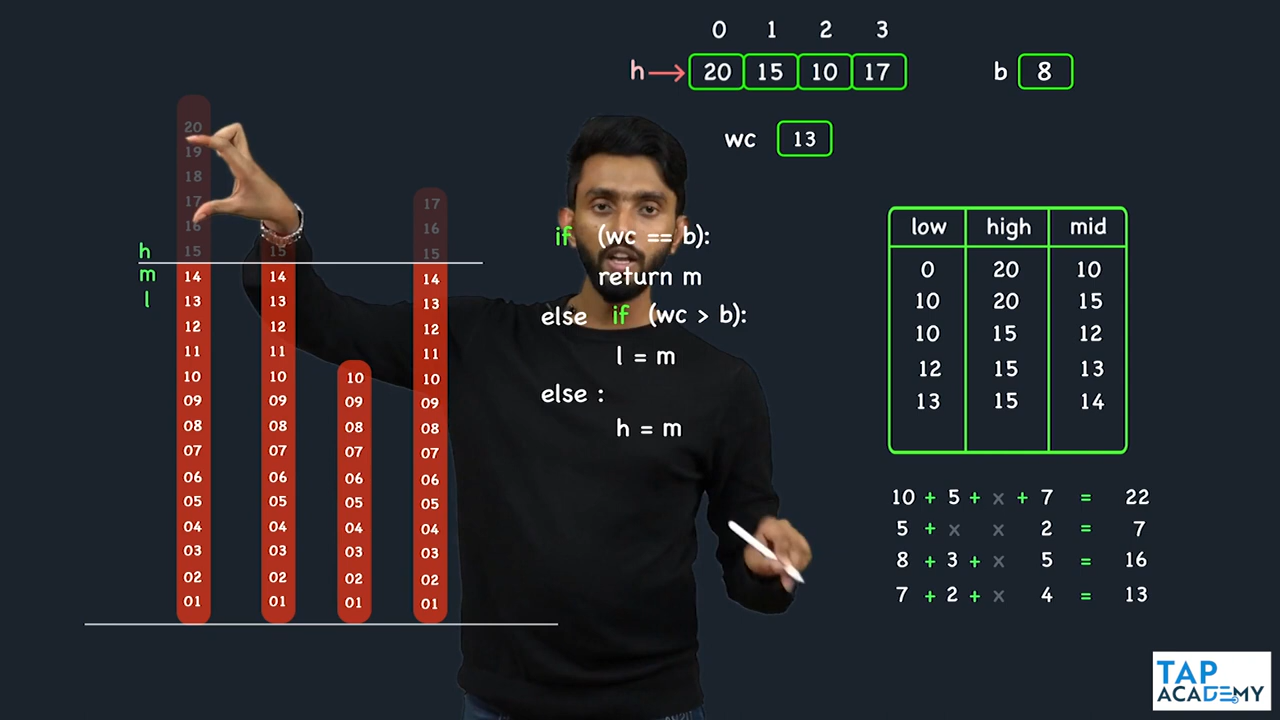 0 1 2 3
h → 20 15 10 17
b 8
wc 13
20
19
18
17
16
15
14
13
12
11
10
09
08
07
06
05
04
03
02
01
15
14
13
12
11
10
09
08
07
06
05
04
03
02
01
10
09
08
07
06
05
04
03
02
01
17
16
15
14
13
12
11
10
09
08
07
06
05
04
03
02
01
h
m
l
if (wc == b):
return m
else if (wc > b):
l = m
else :
h = m
low high mid
0 20 10
10 20 15
10 15 12
12 15 13
13 15 14
10 + 5 + x + 7 = 22
5 + x x 2 = 7
8 + 3 + x 5 = 16
7 + 2 + x 4 = 13
TAP
ACADEMY